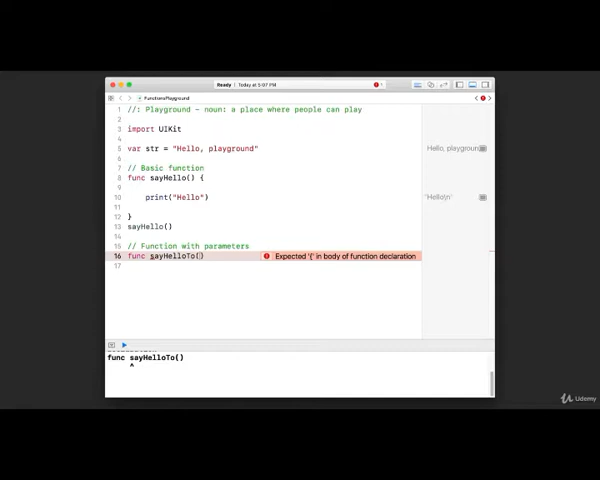 Ready | Today at 5:07 PM
FunctionsPlayground
1 //: Playground - noun: a place where people can play
2
3 import UIKit
4
5 var str = "Hello, playground" Hello, playground
6
7 // Basic function
8 func sayHello() {
9
10 print("Hello") "Hello\n"
11
12 }
13 sayHello()
14
15 // Function with parameters
16 func sayHelloTo() Expected '{' in body of function declaration
17
func sayHelloTo()
^
Udemy